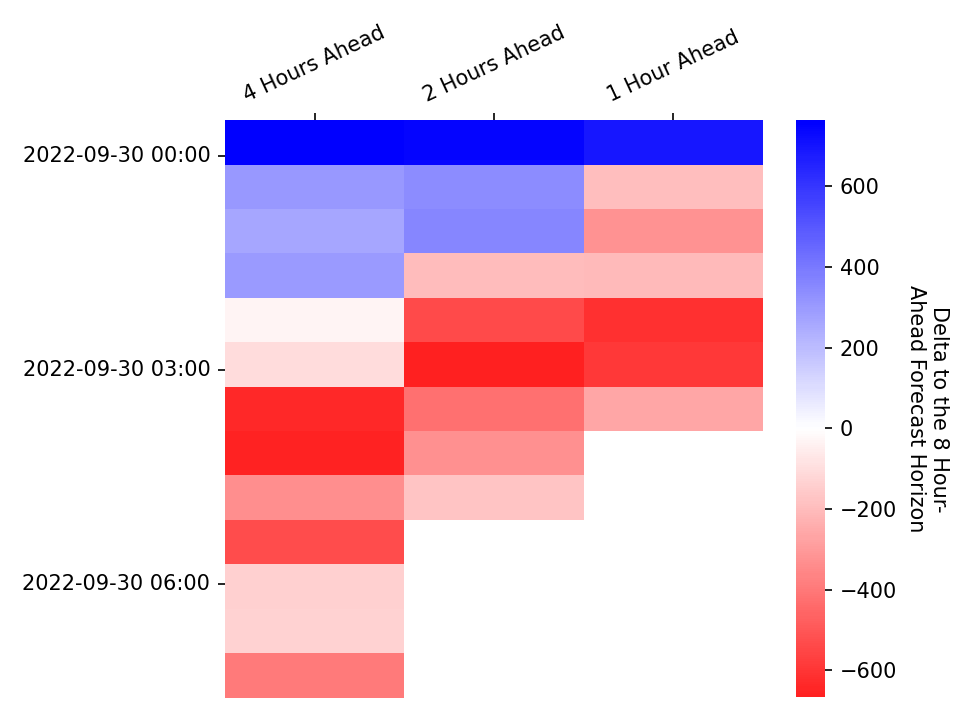 4 Hours Ahead
2 Hours Ahead
1 Hour Ahead
2022-09-30 00:00
2022-09-30 03:00
2022-09-30 06:00
600
400
200
0
−200
−400
−600
Delta to the 8 Hour-
Ahead Forecast Horizon